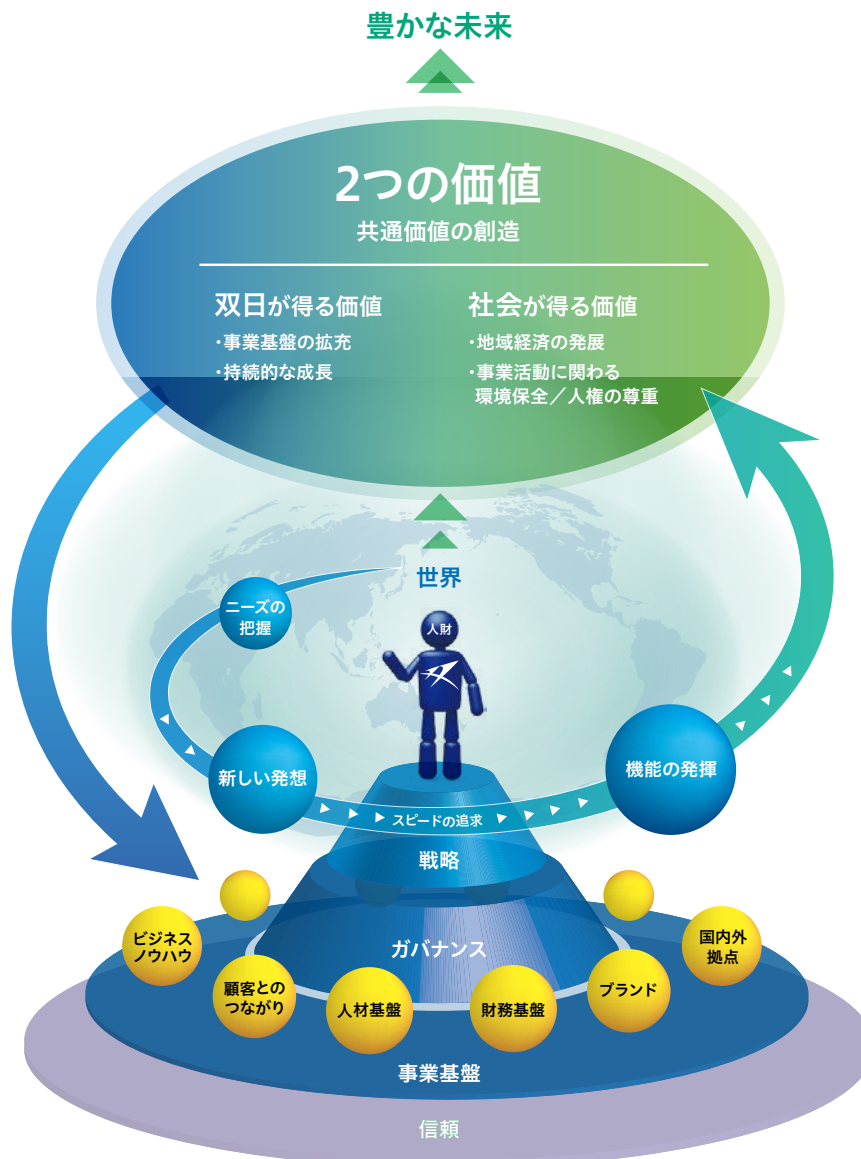 豊かな未来
2つの価値
共通価値の創造
双日が得る価値
・事業基盤の拡充
・持続的な成長
社会が得る価値
・地域経済の発展
・事業活動に関わる
環境保全／人権の尊重
世界
ニーズの
把握
人財
新しい発想
機能の発揮
スピードの追求
戦略
ガバナンス
ビジネス
ノウハウ
顧客との
つながり
人材基盤
財務基盤
ブランド
国内外
拠点
事業基盤
信頼